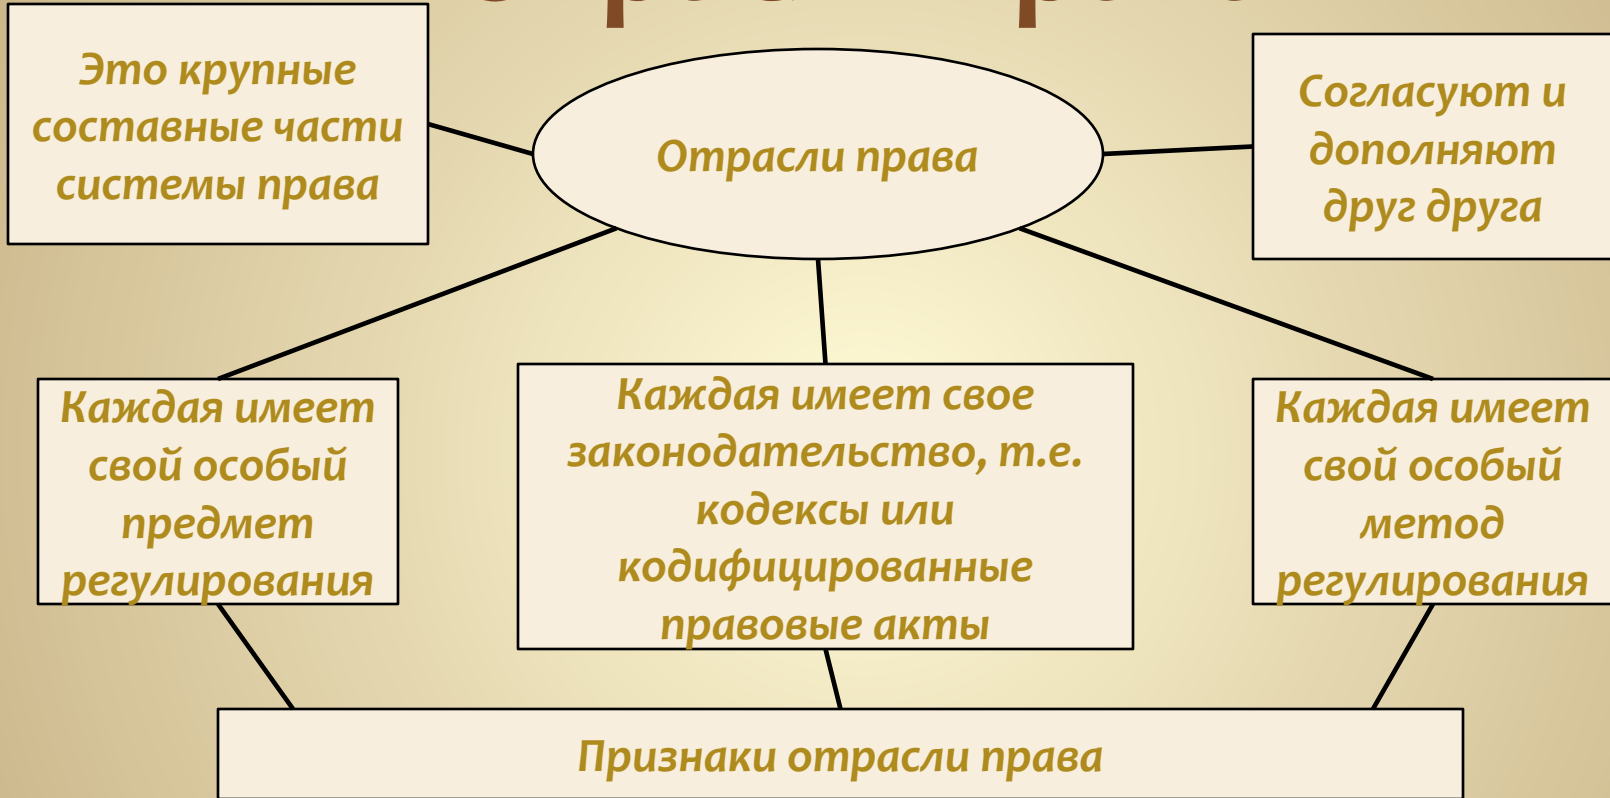 Это крупные
составные части
системы права
Отрасли права
Согласуют и
дополняют
друг друга
Каждая имеет
свой особый
предмет
регулирования
Каждая имеет свое
законодательство, т.е.
кодексы или
кодифицированные
правовые акты
Каждая имеет
свой особый
метод
регулирования
Признаки отрасли права